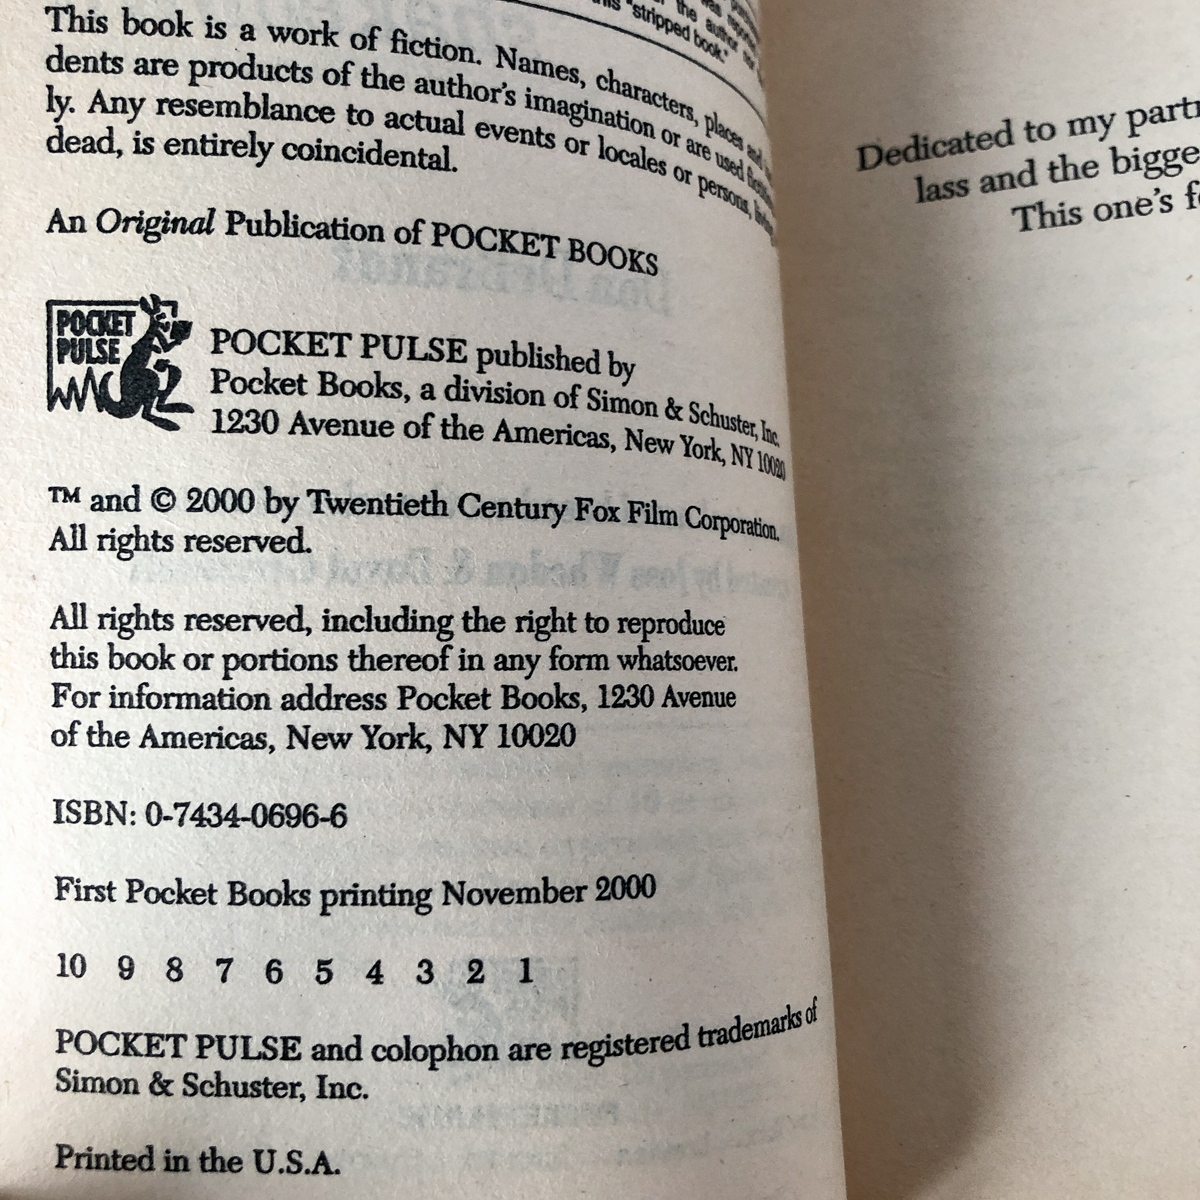 "stripped book."
This book is a work of fiction. Names, characters, places and
dents are products of the author's imagination or are used
ly. Any resemblance to actual events or locales or persons, living
dead, is entirely coincidental.
An Original Publication of POCKET BOOKS
POCKET
PULSE
POCKET PULSE published by
Pocket Books, a division of Simon & Schuster, Inc.
1230 Avenue of the Americas, New York, NY 10020
™ and © 2000 by Twentieth Century Fox Film Corporation.
All rights reserved.
All rights reserved, including the right to reproduce
this book or portions thereof in any form whatsoever.
For information address Pocket Books, 1230 Avenue
of the Americas, New York, NY 10020
ISBN: 0-7434-0696-6
First Pocket Books printing November 2000
10 9 8 7 6 5 4 3 2 1
POCKET PULSE and colophon are registered trademarks of
Simon & Schuster, Inc.
Printed in the U.S.A.
Dedicated to my part
lass and the bigge
This one's f